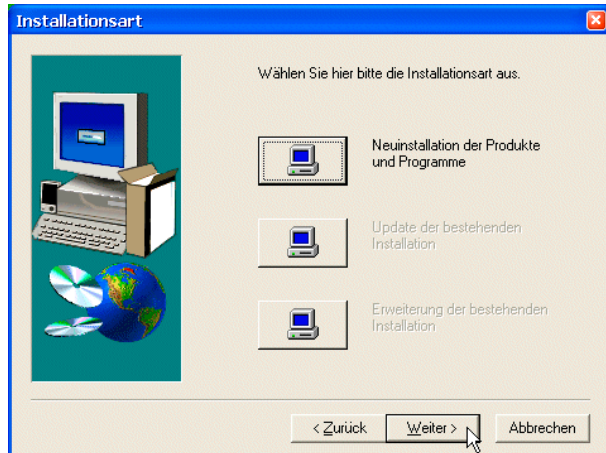 Installationsart
Wählen Sie hier bitte die Installationsart aus.
Neuinstallation der Produkte
und Programme
Update der bestehenden
Installation
Erweiterung der bestehenden
Installation
< Zurück
Weiter >
Abbrechen